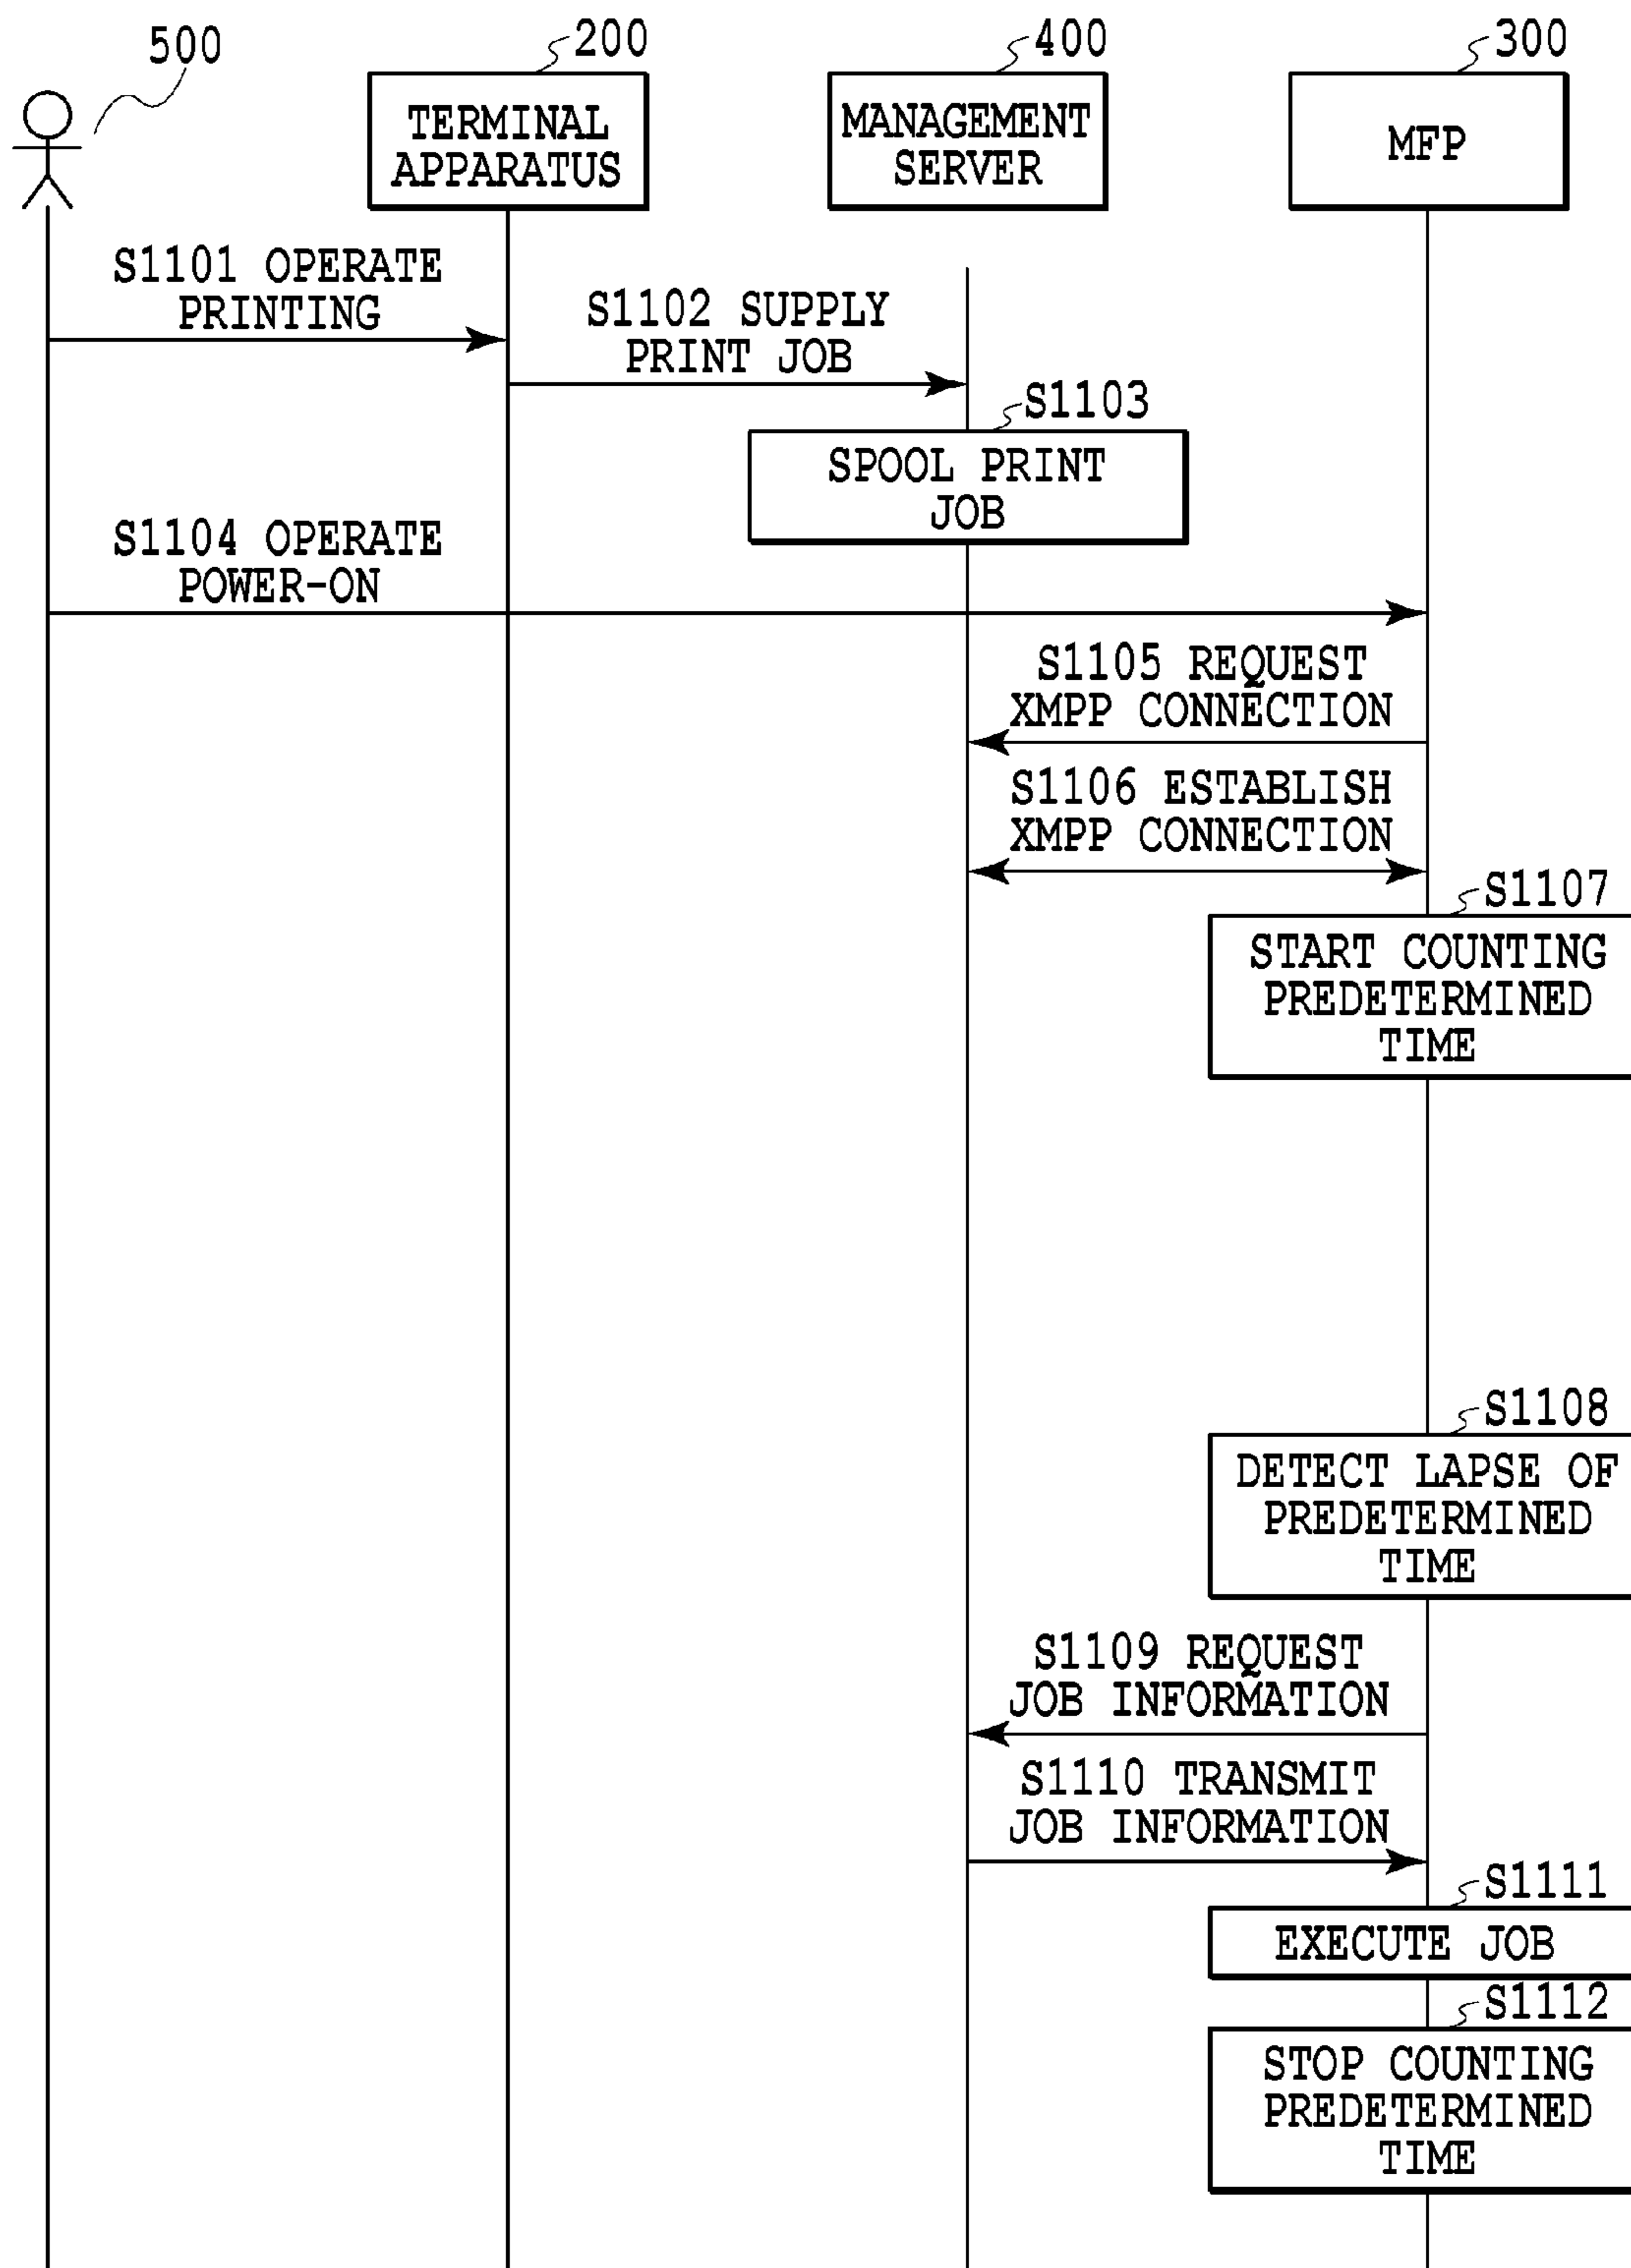 500
200
400
300
TERMINAL
APPARATUS
MANAGEMENT
SERVER
MFP
S1101 OPERATE
PRINTING
S1102 SUPPLY
PRINT JOB
S1103
SPOOL PRINT
JOB
S1104 OPERATE
POWER-ON
S1105 REQUEST
XMPP CONNECTION
S1106 ESTABLISH
XMPP CONNECTION
S1107
START COUNTING
PREDETERMINED
TIME
S1108
DETECT LAPSE OF
PREDETERMINED
TIME
S1109 REQUEST
JOB INFORMATION
S1110 TRANSMIT
JOB INFORMATION
S1111
EXECUTE JOB
S1112
STOP COUNTING
PREDETERMINED
TIME